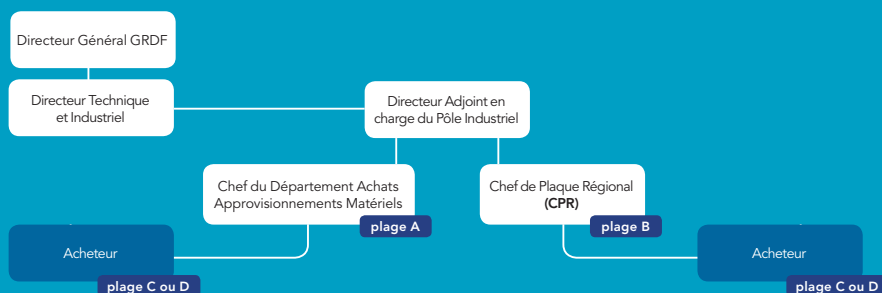 Directeur Général GRDF
Directeur Technique
et Industriel
Directeur Adjoint en
charge du Pôle Industriel
Chef du Département Achats
Approvisionnements Matériels
plage A
Chef de Plaque Régional
(CPR)
plage B
Acheteur
plage C ou D
Acheteur
plage C ou D